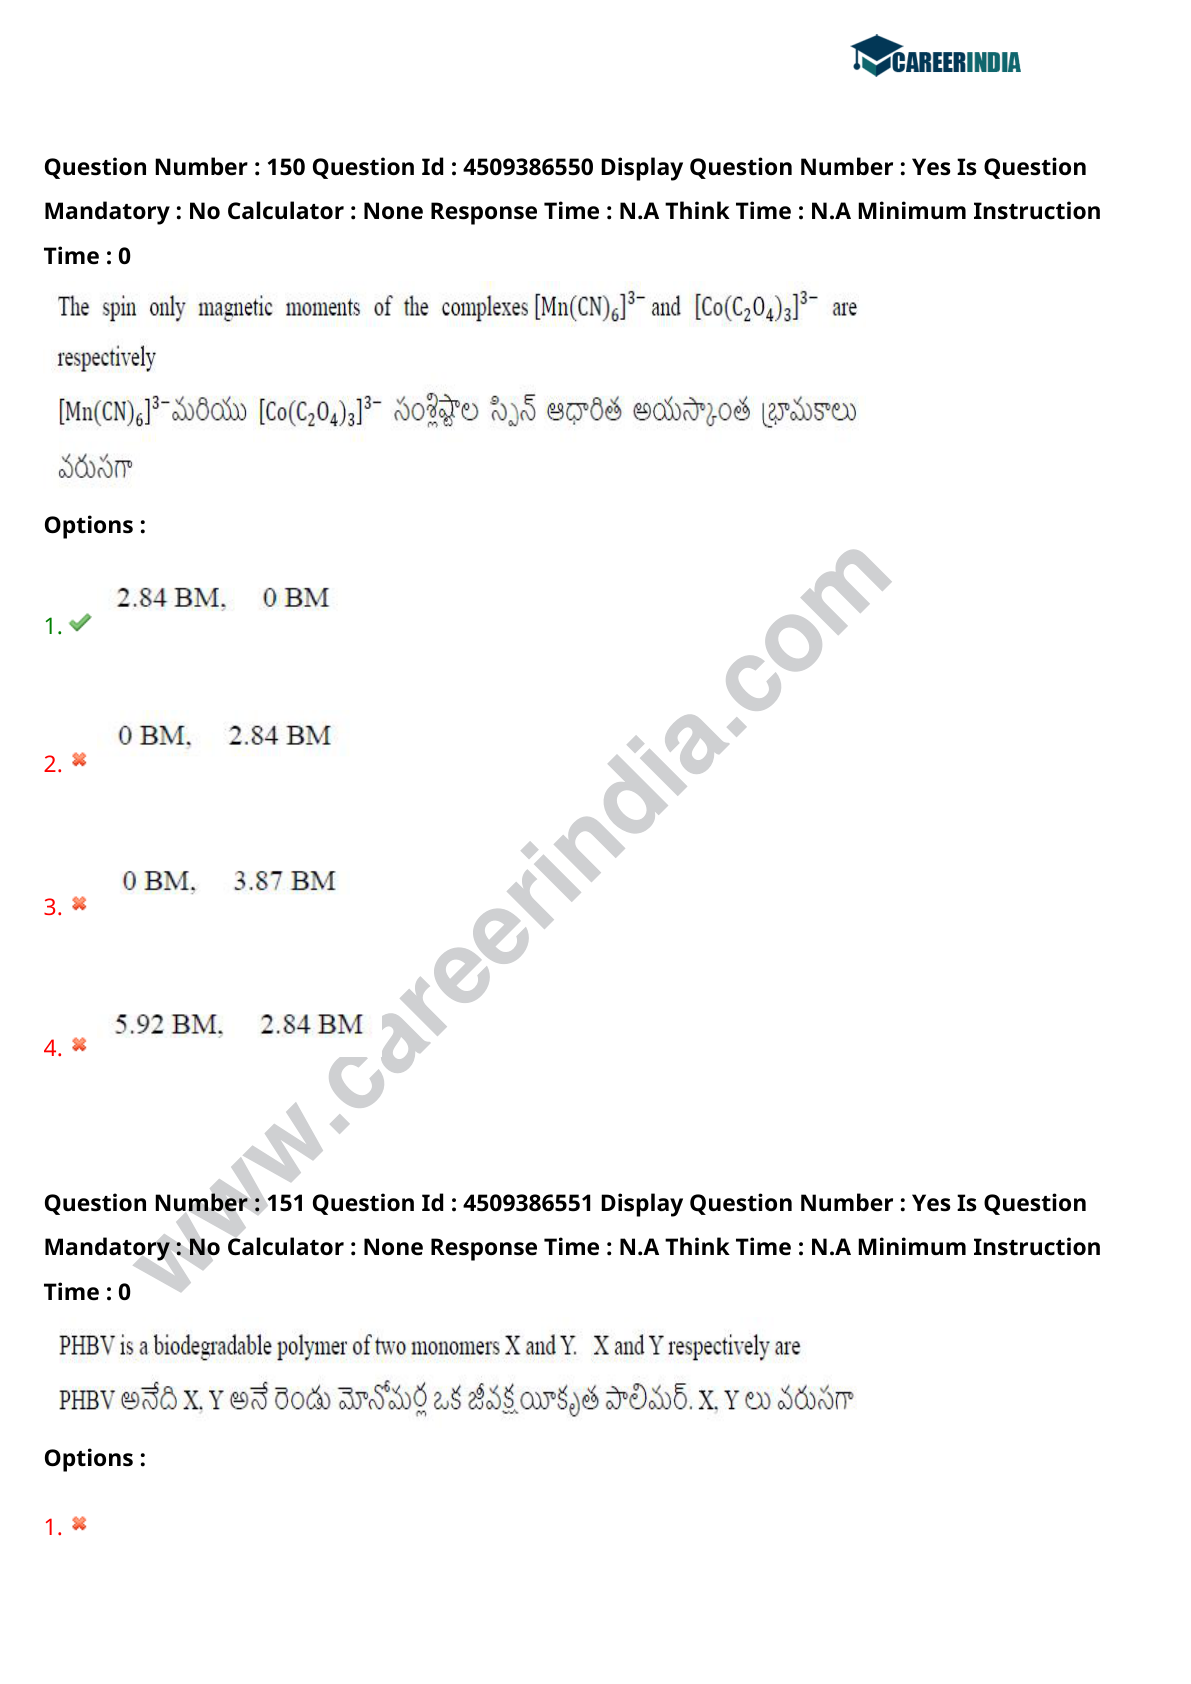 CAREERINDIA
Question Number : 150 Question Id : 4509386550 Display Question Number : Yes Is Question
Mandatory : No Calculator : None Response Time : N.A Think Time : N.A Minimum Instruction
Time : 0
The spin only magnetic moments of the complexes [Mn(CN)₆]³⁻ and [Co(C₂O₄)₃]³⁻ are
respectively
[Mn(CN)₆]³⁻ మరియు [Co(C₂O₄)₃]³⁻ సంశ్లిష్టాల స్పిన్ ఆధారిత అయస్కాంత భ్రామకాలు
వరుసగా
Options :
2.84 BM, 0 BM
1.
0 BM, 2.84 BM
2.
0 BM, 3.87 BM
3.
5.92 BM, 2.84 BM
4.
www.careerindia.com
Question Number : 151 Question Id : 4509386551 Display Question Number : Yes Is Question
Mandatory : No Calculator : None Response Time : N.A Think Time : N.A Minimum Instruction
Time : 0
PHBV is a biodegradable polymer of two monomers X and Y. X and Y respectively are
PHBV అనేది X, Y అనే రెండు మోనోమర్ల ఒక జీవక్షయీకృత పాలిమర్. X, Y లు వరుసగా
Options :
1.